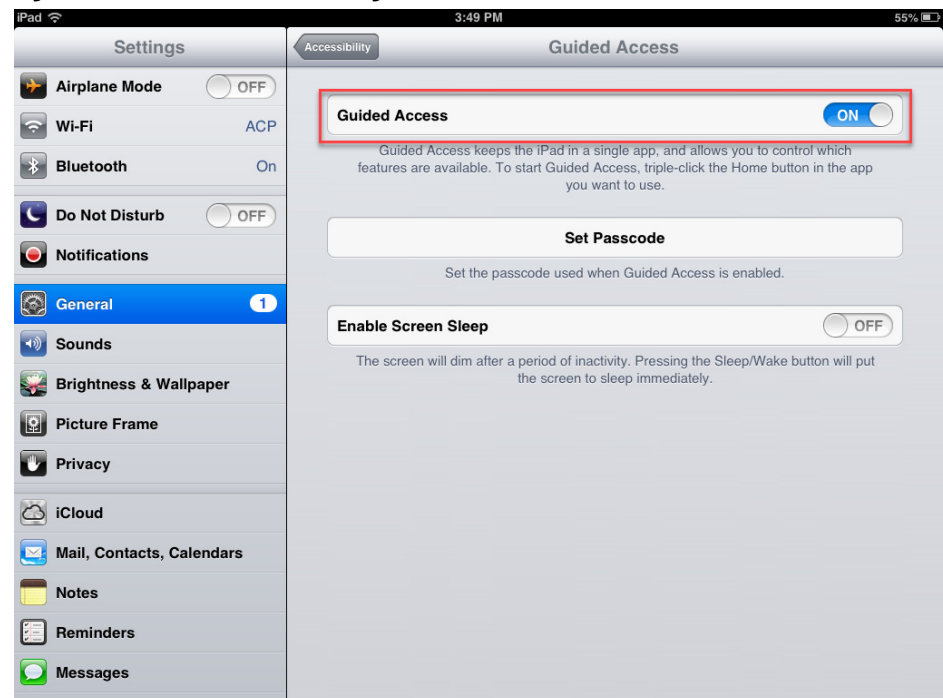 iPad 3:49 PM 55%
Settings
Accessibility Guided Access
Airplane Mode OFF
Wi-Fi ACP
Bluetooth On
Do Not Disturb OFF
Notifications
General 1
Sounds
Brightness & Wallpaper
Picture Frame
Privacy
iCloud
Mail, Contacts, Calendars
Notes
Reminders
Messages
Guided Access ON
Guided Access keeps the iPad in a single app, and allows you to control which
features are available. To start Guided Access, triple-click the Home button in the app
you want to use.
Set Passcode
Set the passcode used when Guided Access is enabled.
Enable Screen Sleep OFF
The screen will dim after a period of inactivity. Pressing the Sleep/Wake button will put
the screen to sleep immediately.